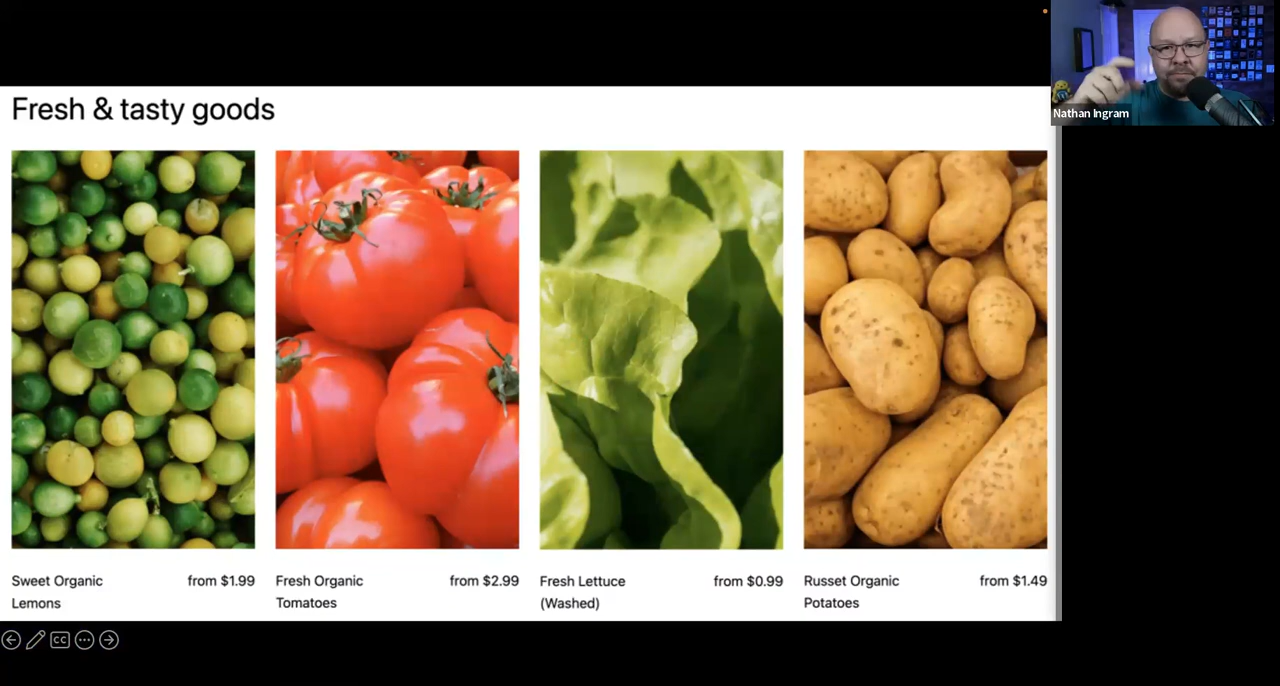 Nathan Ingram
Fresh & tasty goods
Sweet Organic
Lemons
from $1.99
Fresh Organic
Tomatoes
from $2.99
Fresh Lettuce
(Washed)
from $0.99
Russet Organic
Potatoes
from $1.49
CC